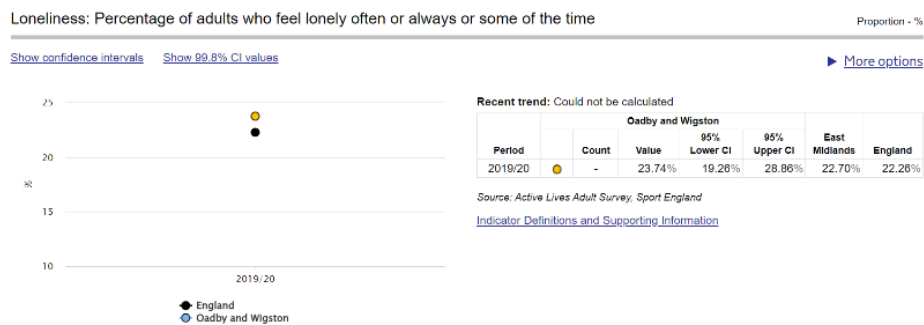 Loneliness: Percentage of adults who feel lonely often or always or some of the time
Proportion - %
Show confidence intervals Show 99.8% CI values
More options
25
20
%
15
10
2019/20
England
Oadby and Wigston
Recent trend: Could not be calculated
Oadby and Wigston
Period Count Value 95% Lower CI 95% Upper CI East Midlands England
2019/20 - 23.74% 19.26% 28.86% 22.70% 22.26%
Source: Active Lives Adult Survey, Sport England
Indicator Definitions and Supporting Information